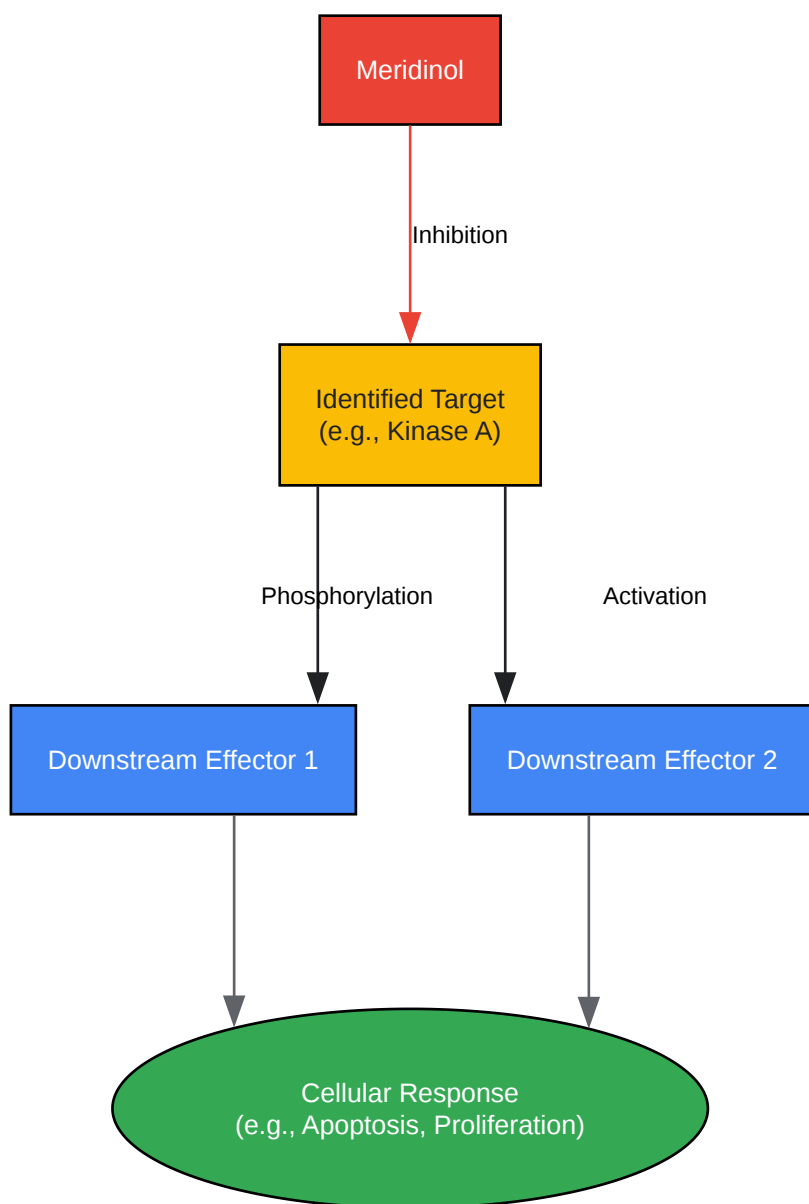 Meridinol
Inhibition
Identified Target
(e.g., Kinase A)
Phosphorylation
Activation
Downstream Effector 1
Downstream Effector 2
Cellular Response
(e.g., Apoptosis, Proliferation)